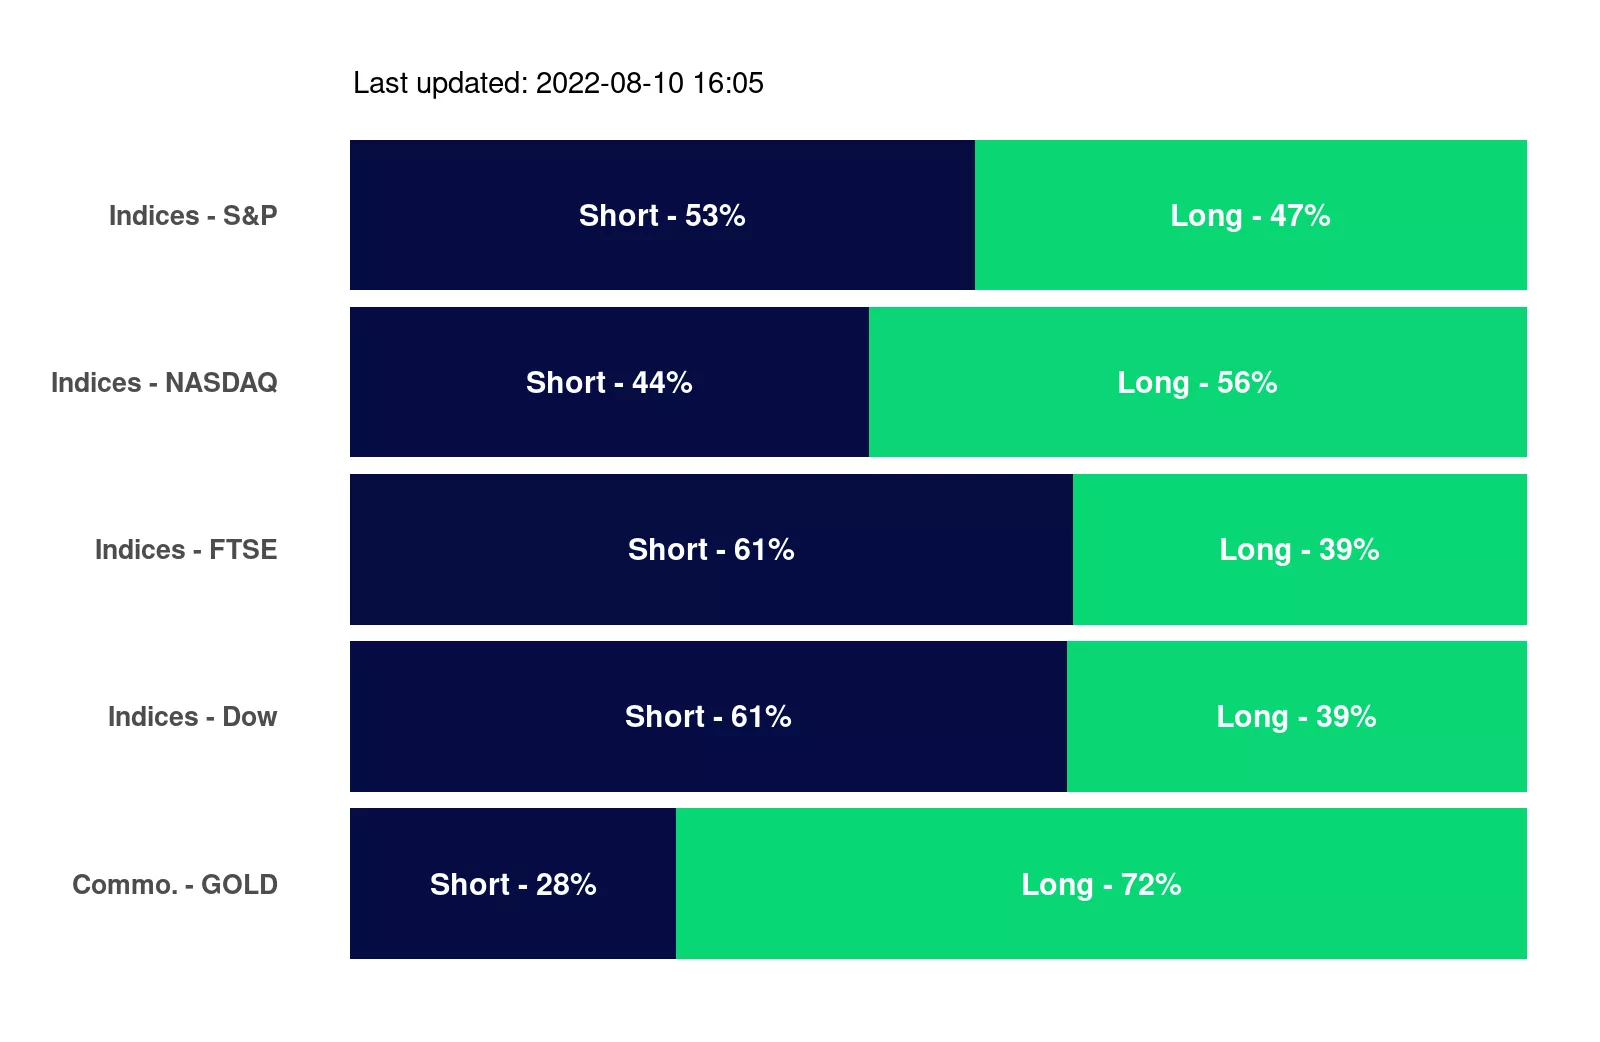 Last updated: 2022-08-10 16:05
Indices - S&P Short - 53% Long - 47%
Indices - NASDAQ Short - 44% Long - 56%
Indices - FTSE Short - 61% Long - 39%
Indices - Dow Short - 61% Long - 39%
Commo. - GOLD Short - 28% Long - 72%